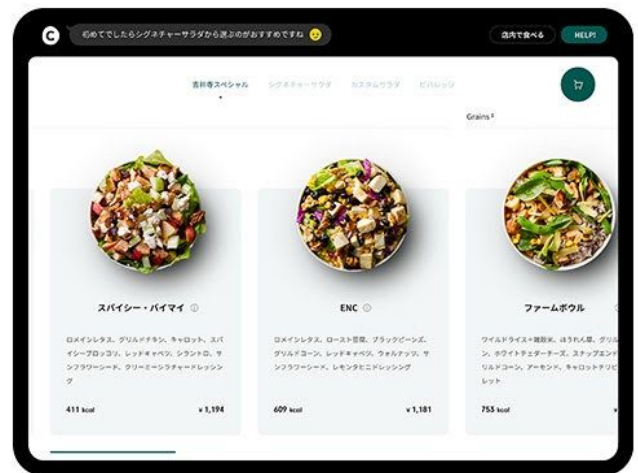 C
初めてでしたらシグネチャーサラダから選ぶのがおすすめですね
店内で食べる
HELP!
吉祥寺スペシャル
シグネチャーサラダ
カスタムサラダ
ビバレッジ
Grains
スパイシー・バイマイ
ロメインレタス、グリルドチキン、キャロット、スパ
イシーブロッコリ、レッドキャベツ、シラントロ、サ
ンフラワーシード、クリーミーシラチャードレッシン
グ
411 kcal
¥ 1,194
ENC
ロメインレタス、ロースト豆腐、ブラックビーンズ、
グリルドコーン、レッドキャベツ、ウォルナッツ、サ
ンフラワーシード、レモンタヒニドレッシング
609 kcal
¥ 1,181
ファームボウル
ワイルドライス+雑穀米、ほうれん草、グリル
ン、ホワイトチェダーチーズ、スナップエンド
リルドコーン、アーモンド、キャロットチリビ
レット
753 kcal